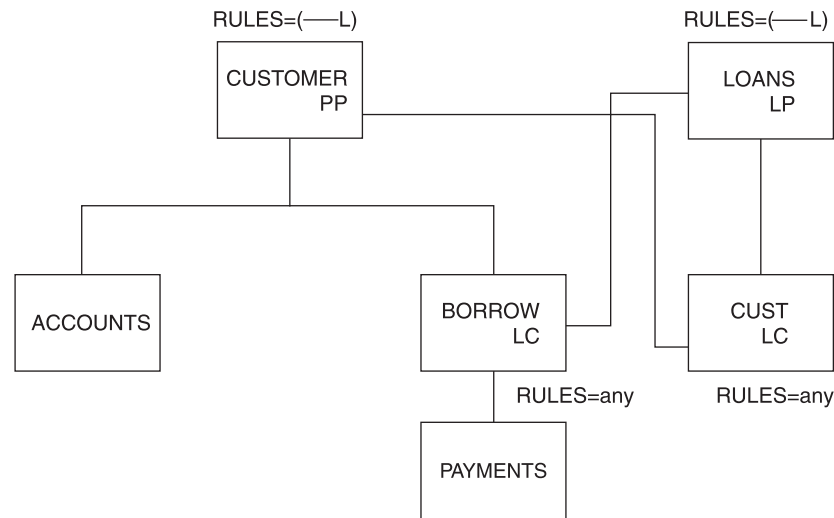 RULES=(——L)
RULES=(——L)
CUSTOMER
PP
LOANS
LP
ACCOUNTS
BORROW
LC
CUST
LC
RULES=any
RULES=any
PAYMENTS